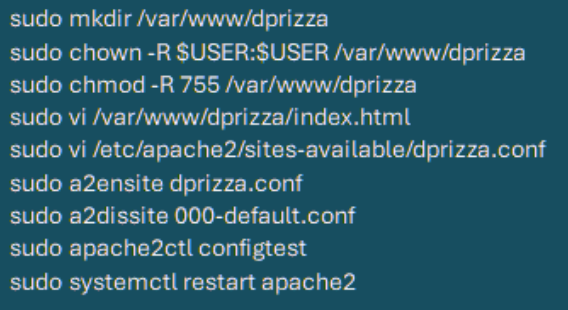 sudo mkdir /var/www/dprizza
sudo chown -R $USER:$USER /var/www/dprizza
sudo chmod -R 755 /var/www/dprizza
sudo vi /var/www/dprizza/index.html
sudo vi /etc/apache2/sites-available/dprizza.conf
sudo a2ensite dprizza.conf
sudo a2dissite 000-default.conf
sudo apache2ctl configtest
sudo systemctl restart apache2